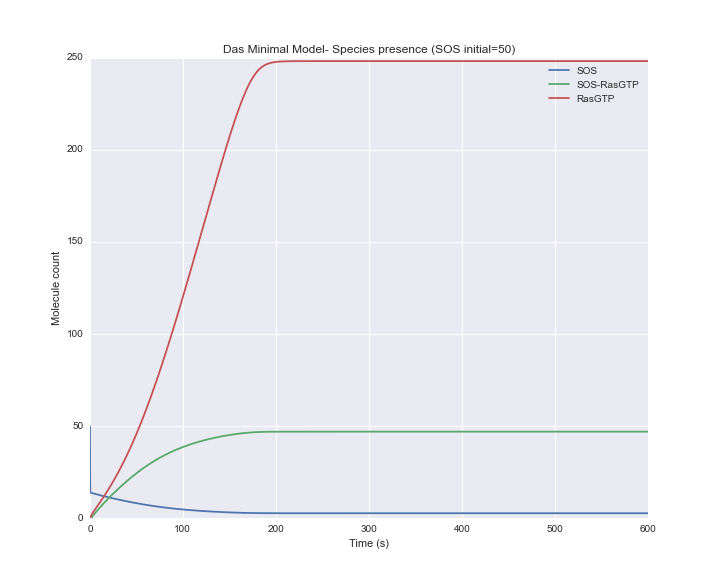 Das Minimal Model- Species presence (SOS initial=50)
250
200
150
100
50
0
Molecule count
SOS
SOS-RasGTP
RasGTP
0 100 200 300 400 500 600
Time (s)